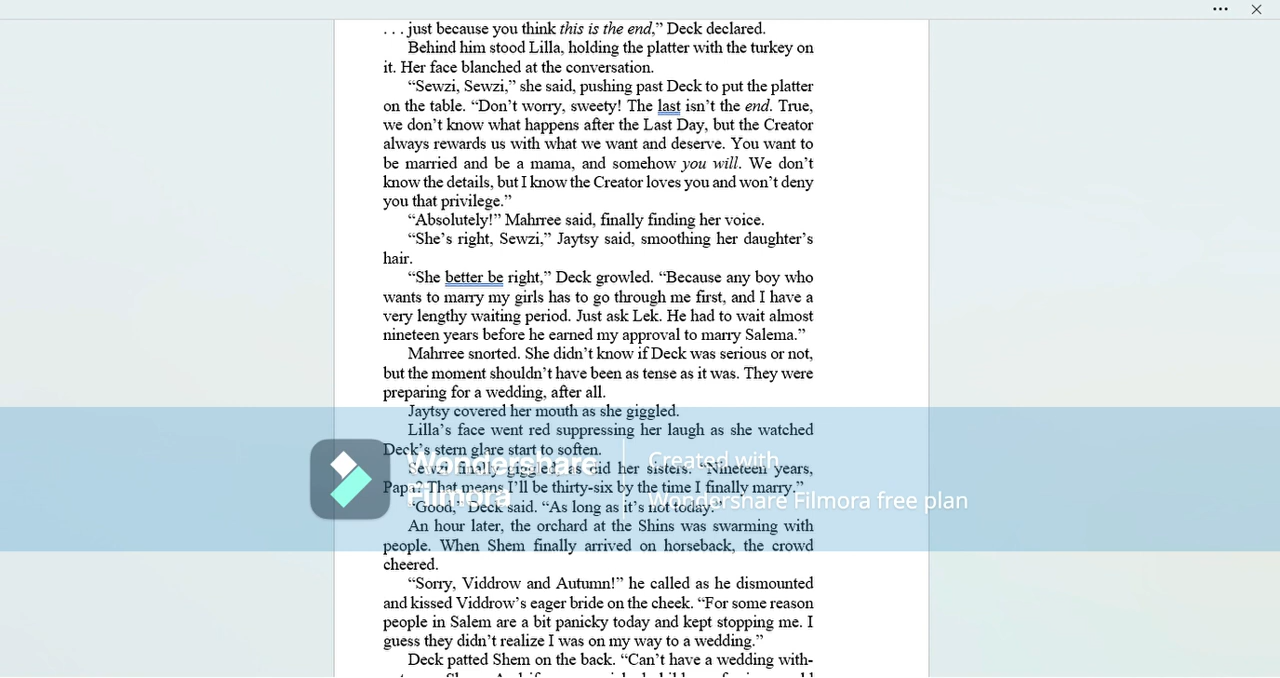 . . . just because you think this is the end,” Deck declared.
Behind him stood Lilla, holding the platter with the turkey on
it. Her face blanched at the conversation.
“Sewzi, Sewzi,” she said, pushing past Deck to put the platter
on the table. “Don’t worry, sweety! The last isn’t the end. True,
we don’t know what happens after the Last Day, but the Creator
always rewards us with what we want and deserve. You want to
be married and be a mama, and somehow you will. We don’t
know the details, but I know the Creator loves you and won’t deny
you that privilege.”
“Absolutely!” Mahrree said, finally finding her voice.
“She’s right, Sewzi,” Jaytsy said, smoothing her daughter’s
hair.
“She better be right,” Deck growled. “Because any boy who
wants to marry my girls has to go through me first, and I have a
very lengthy waiting period. Just ask Lek. He had to wait almost
nineteen years before he earned my approval to marry Salema.”
Mahrree snorted. She didn’t know if Deck was serious or not,
but the moment shouldn’t have been as tense as it was. They were
preparing for a wedding, after all.
Jaytsy covered her mouth as she giggled.
Lilla’s face went red suppressing her laugh as she watched
Deck’s stern glare start to soften.
Sewzi finally giggled, as did her sisters. “Nineteen years,
Papa? That means I’ll be thirty-six by the time I finally marry.”
“Good,” Deck said. “As long as it’s not today.”
Wondershare
Filmora
Created with
Wondershare Filmora free plan
An hour later, the orchard at the Shins was swarming with
people. When Shem finally arrived on horseback, the crowd
cheered.
“Sorry, Viddrow and Autumn!” he called as he dismounted
and kissed Viddrow’s eager bride on the cheek. “For some reason
people in Salem are a bit panicky today and kept stopping me. I
guess they didn’t realize I was on my way to a wedding.”
Deck patted Shem on the back. “Can’t have a wedding with-